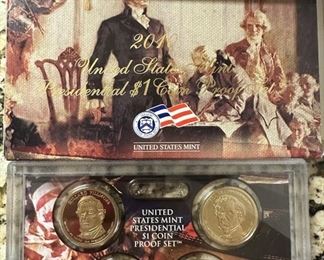 2010
United States Mint
Presidential $1 Coin Proof Set
UNITED STATES MINT
UNITED
STATES MINT
PRESIDENTIAL
$1 COIN
PROOF SET™